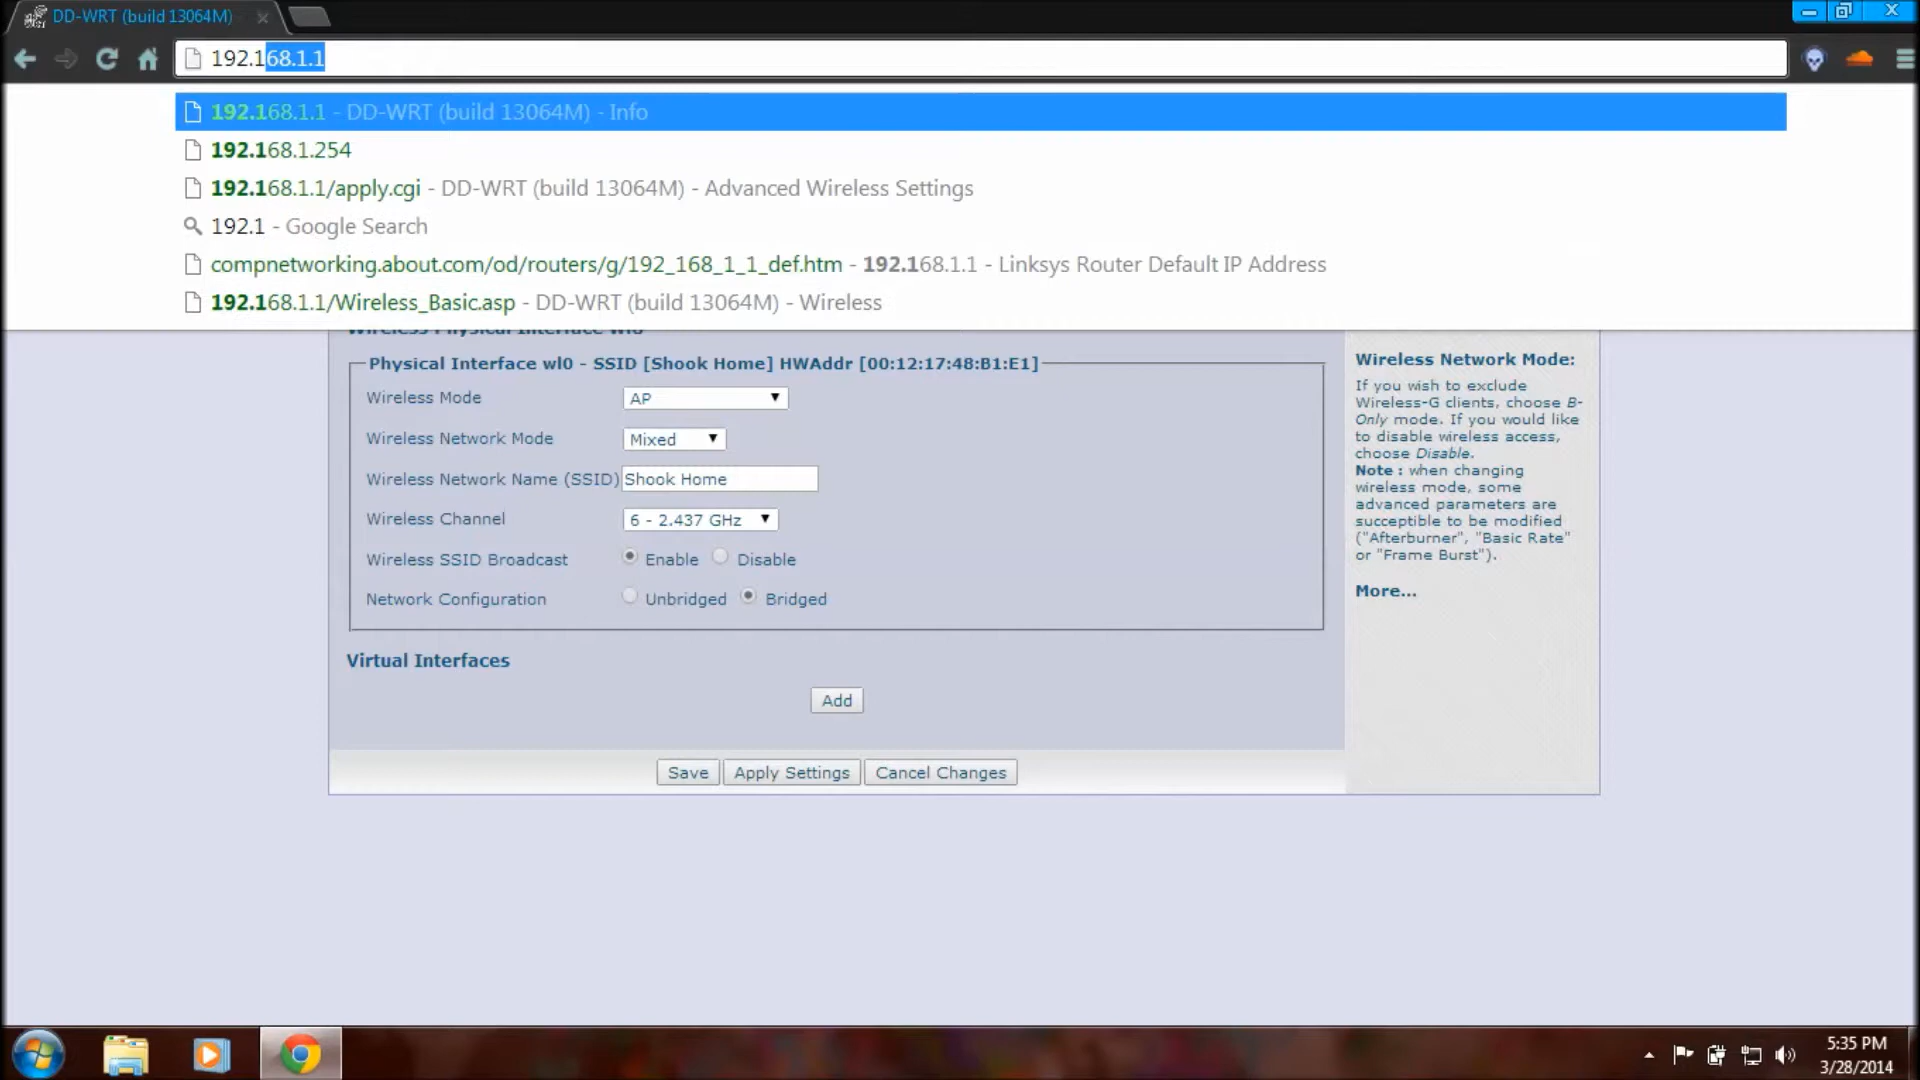 DD-WRT (build 13064M)
192.168.1.1
192.168.1.1 - DD-WRT (build 13064M) - Info
192.168.1.254
192.168.1.1/apply.cgi - DD-WRT (build 13064M) - Advanced Wireless Settings
192.1 - Google Search
compnetworking.about.com/od/routers/g/192_168_1_1_def.htm - 192.168.1.1 - Linksys Router Default IP Address
192.168.1.1/Wireless_Basic.asp - DD-WRT (build 13064M) - Wireless
Wireless Physical Interface wl0
Physical Interface wl0 - SSID [Shook Home] HWAddr [00:12:17:48:B1:E1]
Wireless Mode AP
Wireless Network Mode Mixed
Wireless Network Name (SSID) Shook Home
Wireless Channel 6 - 2.437 GHz
Wireless SSID Broadcast Enable Disable
Network Configuration Unbridged Bridged
Virtual Interfaces
Add
Save Apply Settings Cancel Changes
Wireless Network Mode:
If you wish to exclude
Wireless-G clients, choose B-
Only mode. If you would like
to disable wireless access,
choose Disable.
Note : when changing
wireless mode, some
advanced parameters are
succeptible to be modified
("Afterburner", "Basic Rate"
or "Frame Burst").
More...
5:35 PM
3/28/2014